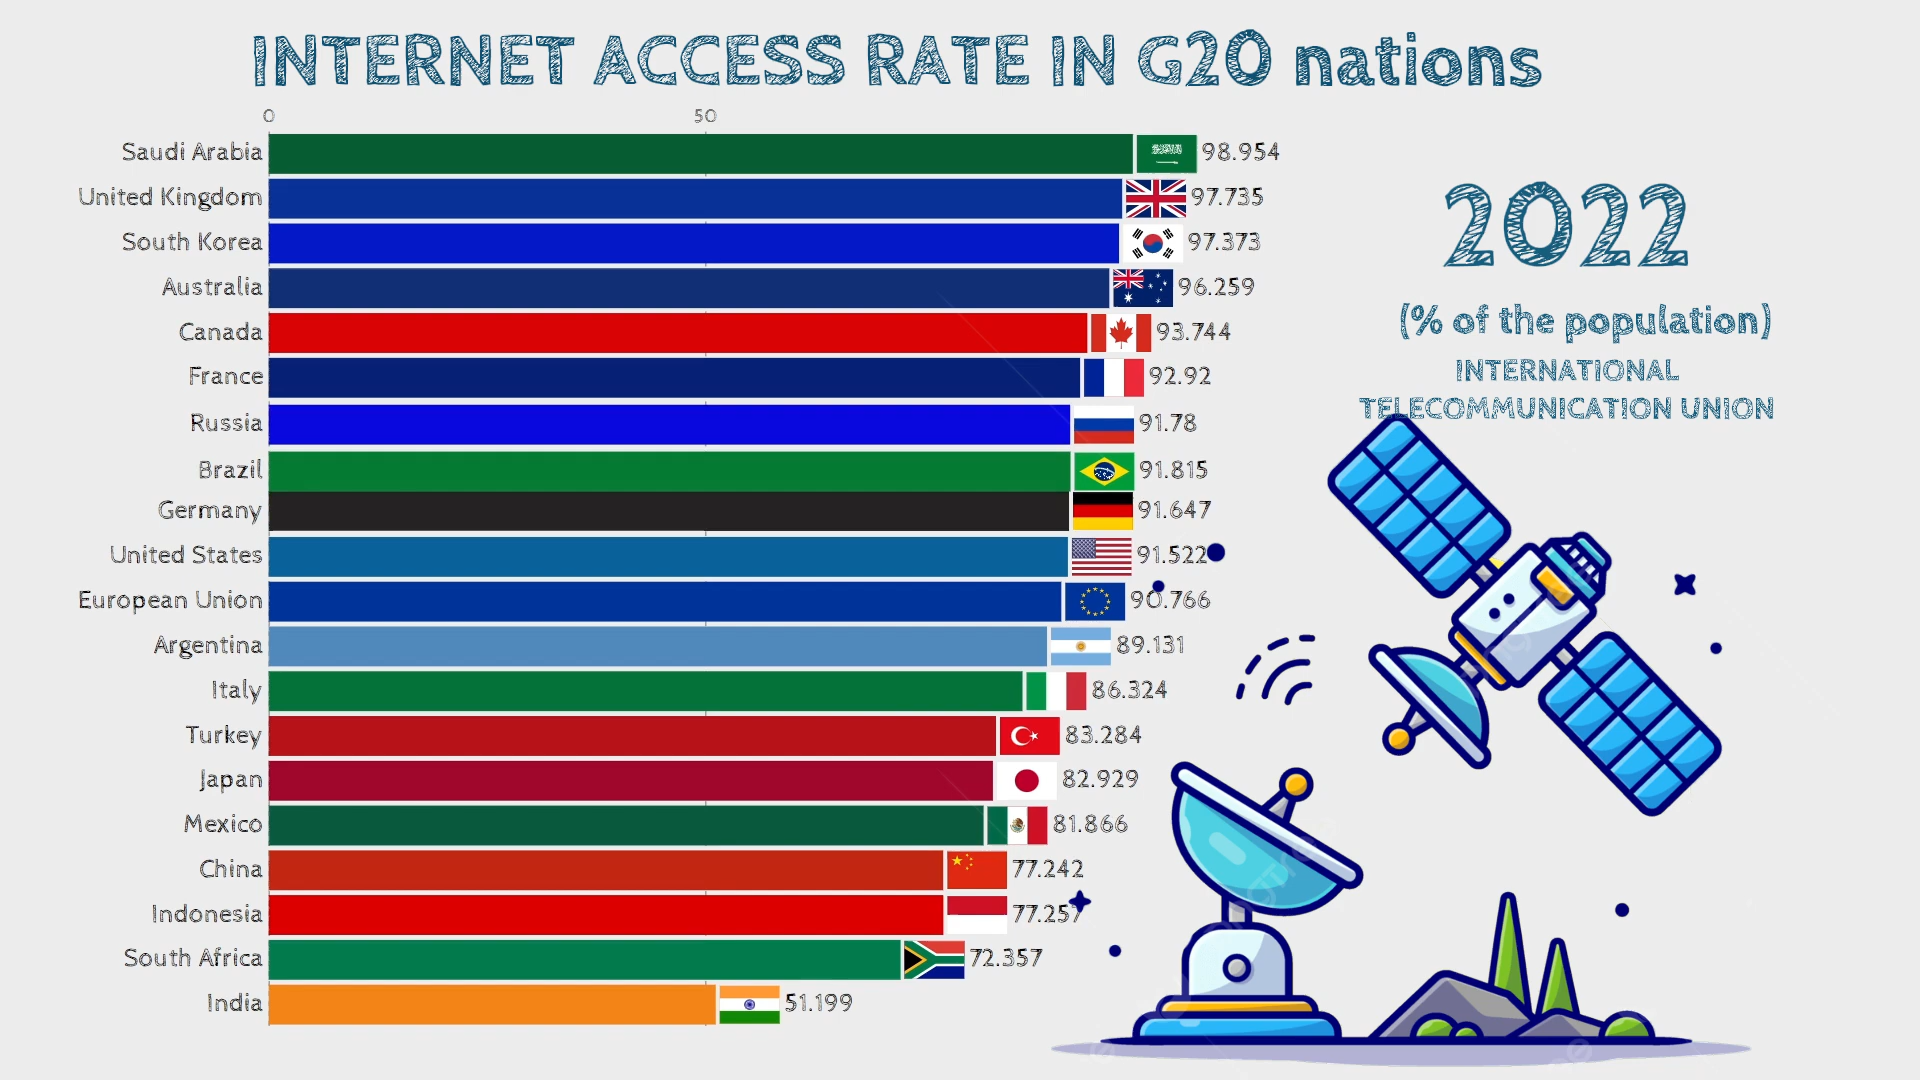 INTERNET ACCESS RATE IN G20 nations
0 50
Saudi Arabia 98.954
United Kingdom 97.735
South Korea 97.373
Australia 96.259
Canada 93.744
France 92.92
Russia 91.78
Brazil 91.815
Germany 91.647
United States 91.522
European Union 90.766
Argentina 89.131
Italy 86.324
Turkey 83.284
Japan 82.929
Mexico 81.866
China 77.242
Indonesia 77.257
South Africa 72.357
India 51.199
2022
(% of the population)
INTERNATIONAL
TELECOMMUNICATION UNION